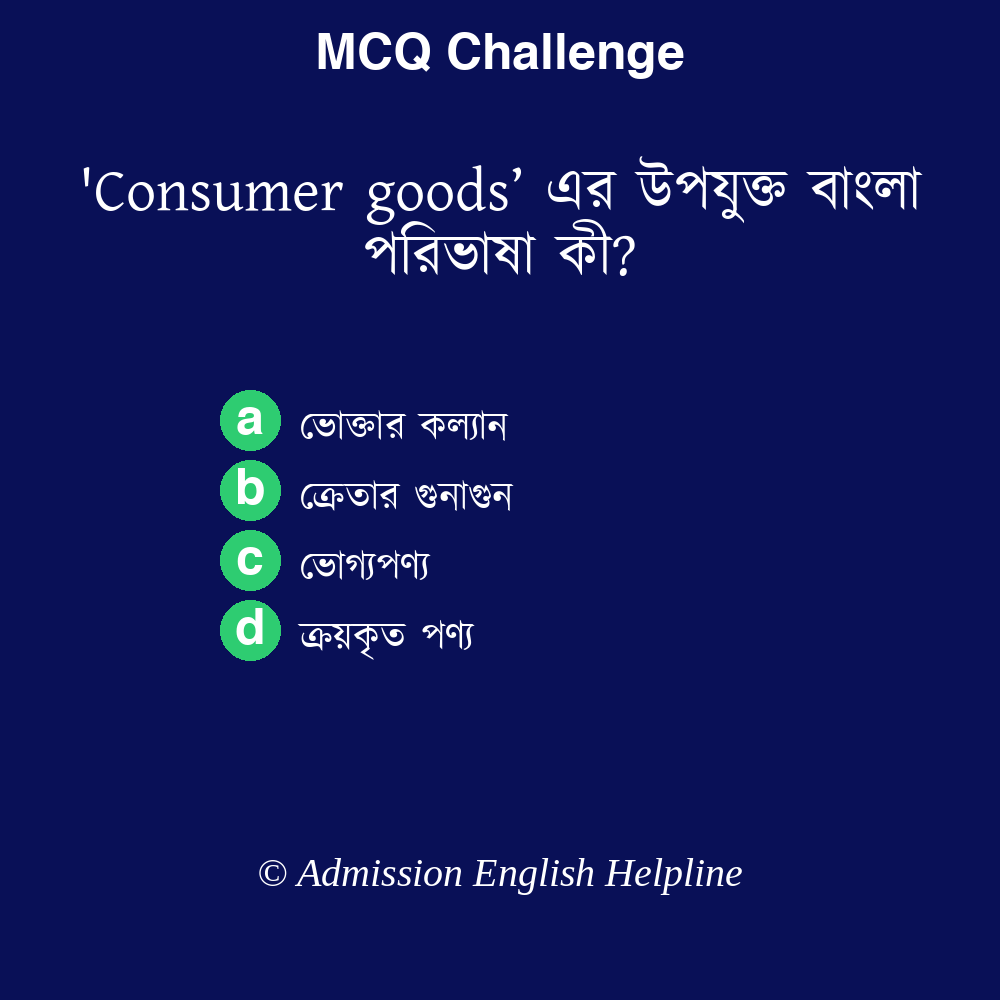 MCQ Challenge
'Consumer goods’ এর উপযুক্ত বাংলা
পরিভাষা কী?
a ভোক্তার কল্যান
b ক্রেতার গুনাগুন
c ভোগ্যপণ্য
d ক্রয়কৃত পণ্য
© Admission English Helpline